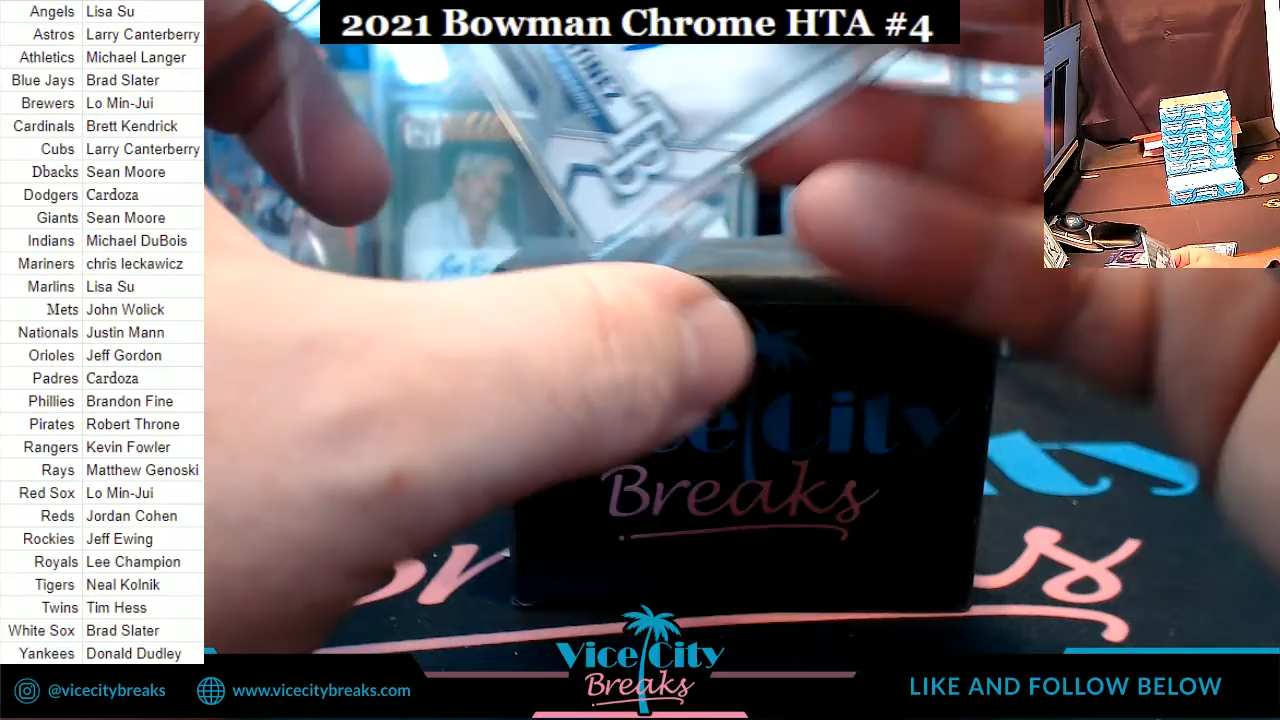 2021 Bowman Chrome HTA #4
Angels Lisa Su
Astros Larry Canterberry
Athletics Michael Langer
Blue Jays Brad Slater
Brewers Lo Min-Jui
Cardinals Brett Kendrick
Cubs Larry Canterberry
Dbacks Sean Moore
Dodgers Cardoza
Giants Sean Moore
Indians Michael DuBois
Mariners chris leckawicz
Marlins Lisa Su
Mets John Wolick
Nationals Justin Mann
Orioles Jeff Gordon
Padres Cardoza
Phillies Brandon Fine
Pirates Robert Throne
Rangers Kevin Fowler
Rays Matthew Genoski
Red Sox Lo Min-Jui
Reds Jordan Cohen
Rockies Jeff Ewing
Royals Lee Champion
Tigers Neal Kolnik
Twins Tim Hess
White Sox Brad Slater
Yankees Donald Dudley
TB
City
Breaks
Vice City
Breaks
@vicecitybreaks
www.vicecitybreaks.com
LIKE AND FOLLOW BELOW